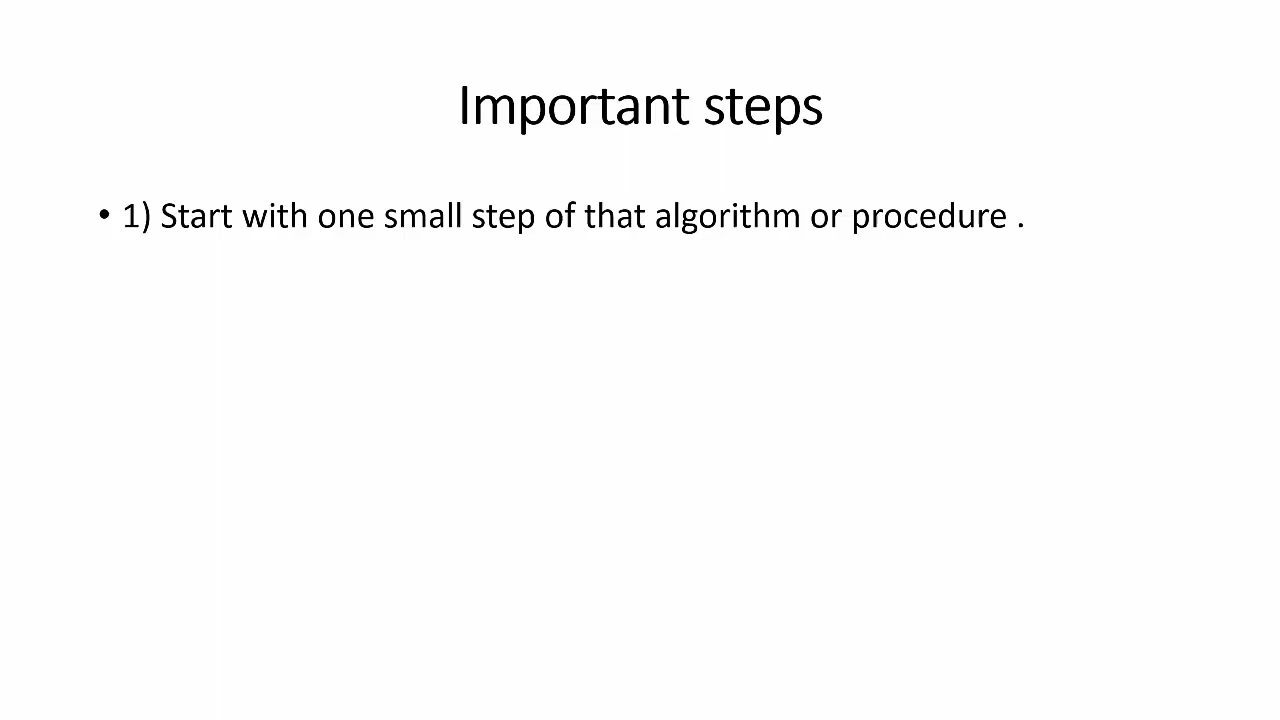 Important steps
• 1) Start with one small step of that algorithm or procedure .